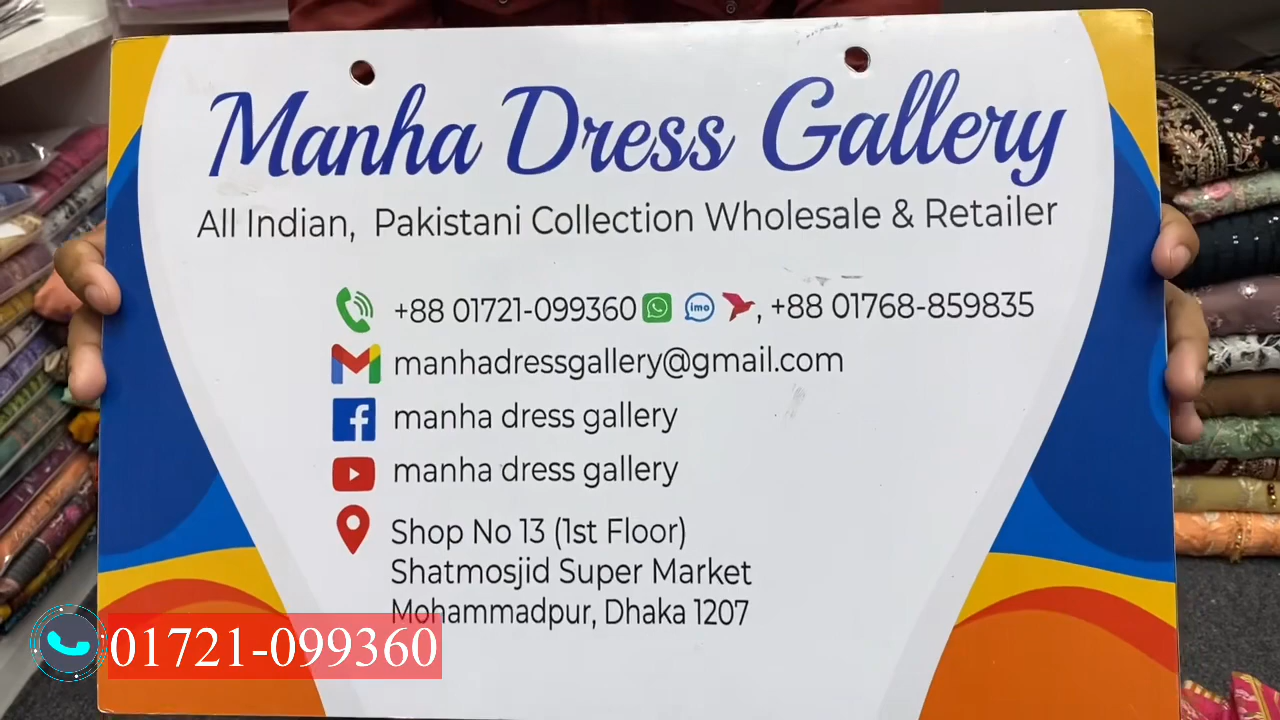 Manha Dress Gallery
All Indian, Pakistani Collection Wholesale & Retailer
+88 01721-099360 imo , +88 01768-859835
manhadressgallery@gmail.com
manha dress gallery
manha dress gallery
Shop No 13 (1st Floor)
Shatmosjid Super Market
Mohammadpur, Dhaka 1207
01721-099360